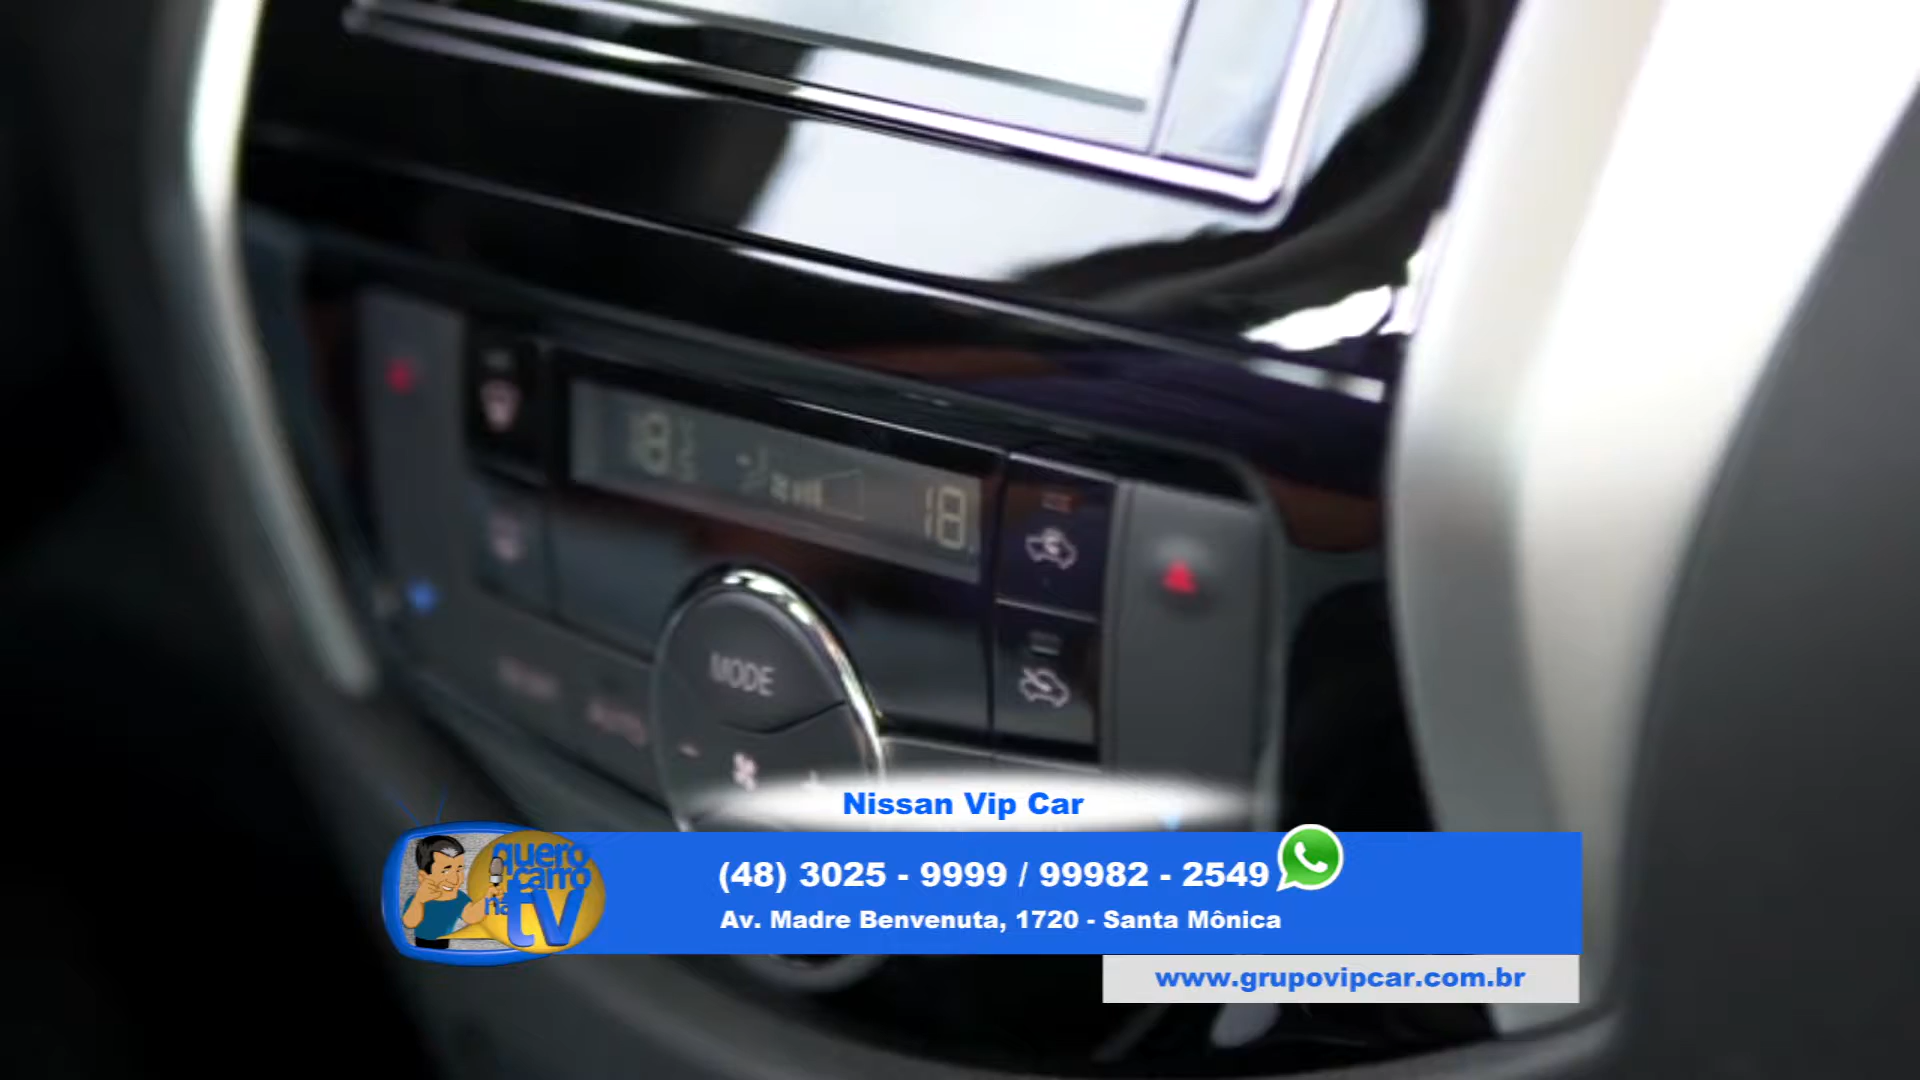 18
18
MODE
AUTO
Nissan Vip Car
quero
carro
na
tv
(48) 3025 - 9999 / 99982 - 2549
Av. Madre Benvenuta, 1720 - Santa Mônica
www.grupovipcar.com.br